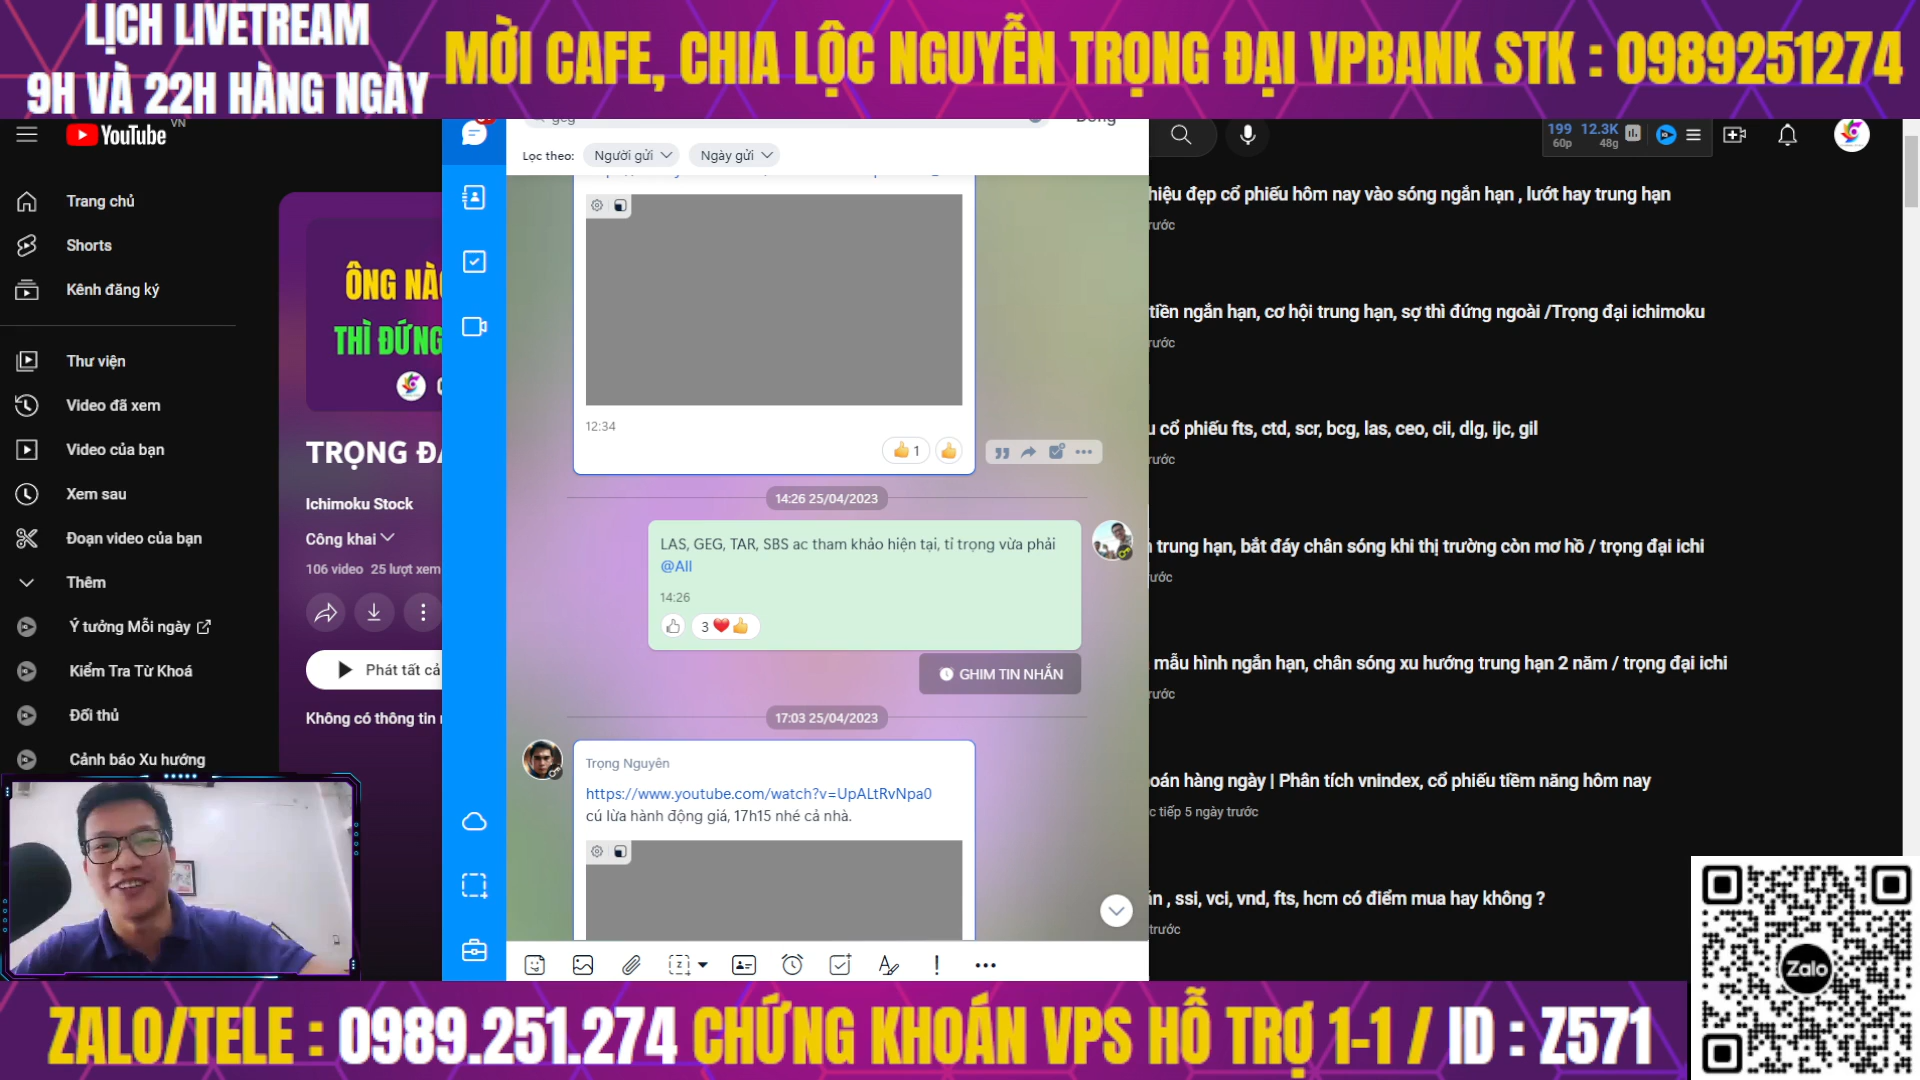 LỊCH LIVETREAM
9H VÀ 22H HÀNG NGÀY
MỜI CAFE, CHIA LỘC NGUYỄN TRỌNG ĐẠI VPBANK STK : 0989251274
YouTube VN
Trang chủ
Shorts
Kênh đăng ký
Thư viện
Video đã xem
Video của bạn
Xem sau
Đoạn video của bạn
Thêm
Ý tưởng Mỗi ngày
Kiểm Tra Từ Khoá
Đối thủ
Cảnh báo Xu hướng
ÔNG NÀO
THÌ ĐỨNG
TRỌNG ĐẠ
Ichimoku Stock
Công khai
106 video 25 lượt xem
Phát tất cả
Không có thông tin
Lọc theo: Người gửi Ngày gửi
12:34
1
14:26 25/04/2023
LAS, GEG, TAR, SBS ac tham khảo hiện tại, tỉ trọng vừa phải
@All
14:26
3
GHIM TIN NHẮN
17:03 25/04/2023
Trọng Nguyên
https://www.youtube.com/watch?v=UpALtRvNpa0
cú lừa hành động giá, 17h15 nhé cả nhà.
199 12.3K
60p 48g
hiệu đẹp cổ phiếu hôm nay vào sóng ngắn hạn , lướt hay trung hạn
rước
tiền ngắn hạn, cơ hội trung hạn, sợ thì đứng ngoài /Trọng đại ichimoku
rước
u cổ phiếu fts, ctd, scr, bcg, las, ceo, cii, dlg, ijc, gil
rước
trung hạn, bắt đáy chân sóng khi thị trường còn mơ hồ / trọng đại ichi
ước
mẫu hình ngắn hạn, chân sóng xu hướng trung hạn 2 năm / trọng đại ichi
rước
oán hàng ngày | Phân tích vnindex, cổ phiếu tiềm năng hôm nay
c tiếp 5 ngày trước
, ssi, vci, vnd, fts, hcm có điểm mua hay không ?
trước
Zalo
ZALO/TELE : 0989.251.274 CHỨNG KHOÁN VPS HỖ TRỢ 1-1 / ID : Z571